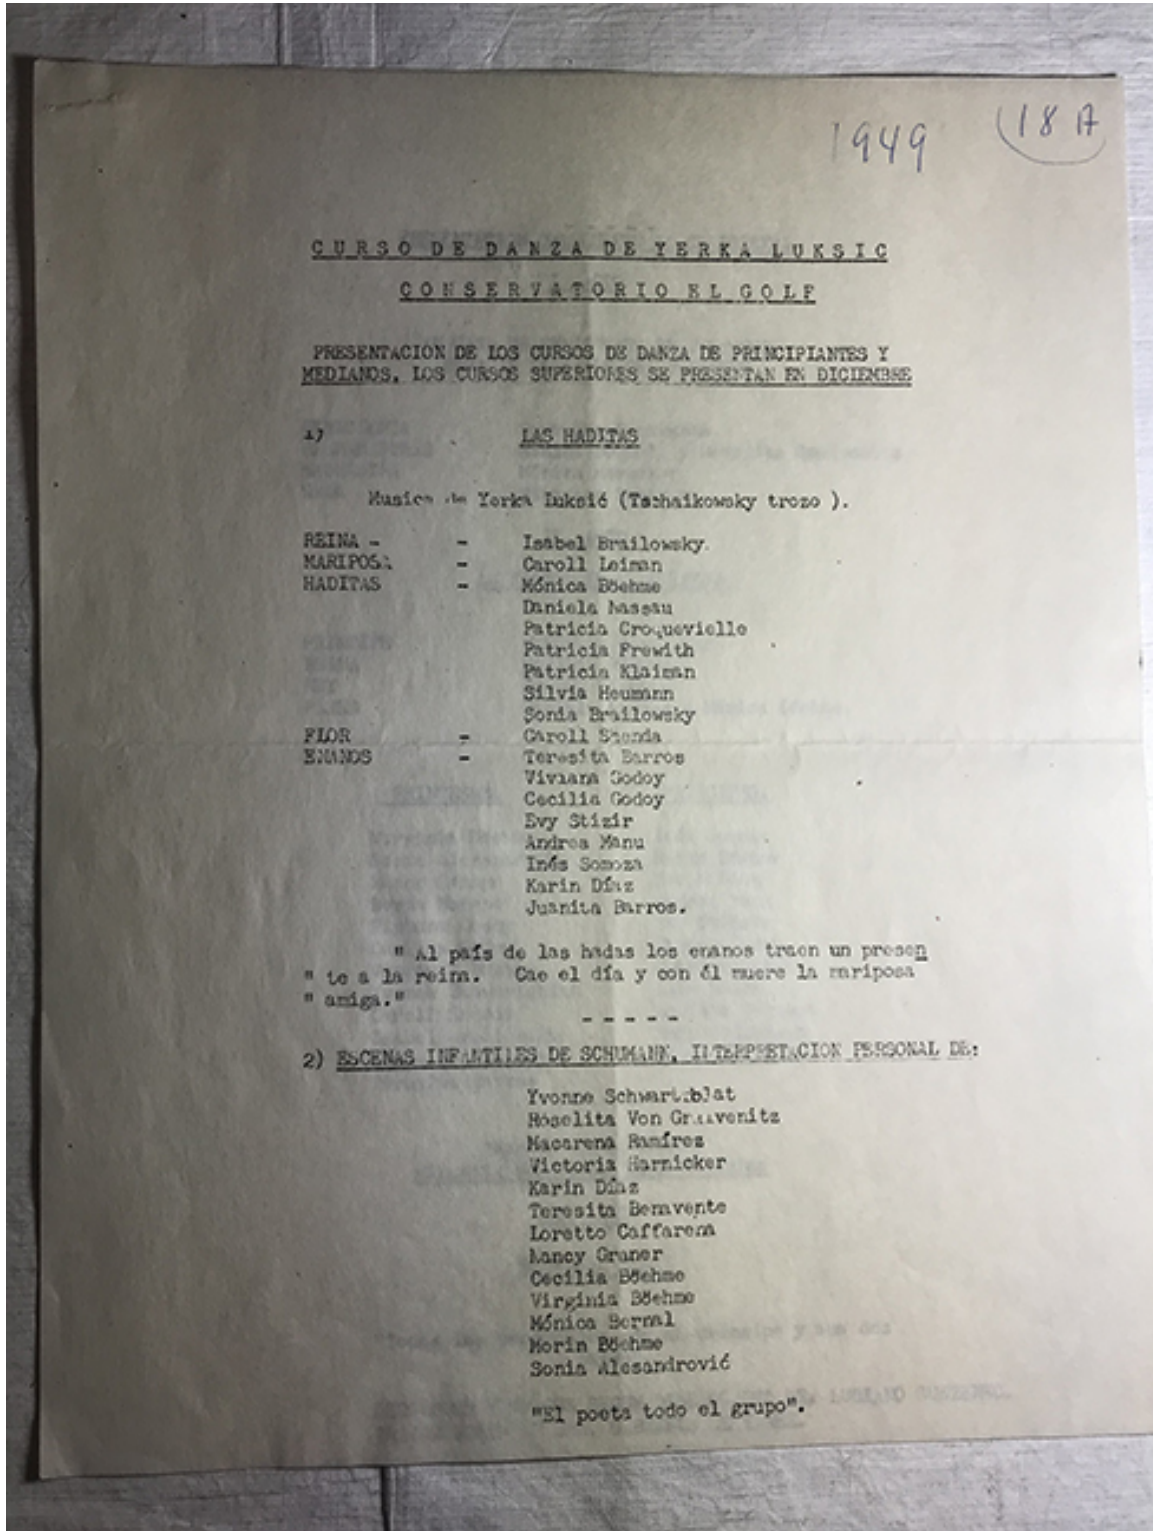 1949 18 A
CURSO DE DANZA DE YERKA LUKSIC
CONSERVATORIO EL GOLF
PRESENTACION DE LOS CURSOS DE DANZA DE PRINCIPIANTES Y
MEDIANOS. LOS CURSOS SUPERIORES SE PRESENTAN EN DICIEMBRE
1) LAS HADITAS
Musica de Yerka Luksić (Tschaikowsky trozo ).
REINA - - Isabel Brailowsky.
MARIPOSA - Caroll Leiman
HADITAS - Mónica Böehme
Daniela Nassau
Patricia Croquevielle
Patricia Frewith
Patricia Klaiman
Silvia Heumann
Sonia Brailowsky
FLOR - Caroll
ENANOS - Teresita Barros
Viviana Godoy
Cecilia Godoy
Evy Stizir
Andrea Manu
Inés Somoza
Karin Díaz
Juanita Barros.
" Al país de las hadas los enanos traen un presen
" te a la reina. Cae el día y con él muere la mariposa
" amiga."
- - - - -
2) ESCENAS INFANTILES DE SCHUMANN. INTERPRETACION PERSONAL DE:
Yvonne Schwartzblat
Roselita Von Graavenitz
Macarena Ramírez
Victoria Harnicker
Karin Díaz
Teresita Benavente
Loretto Caffarena
Nancy Graner
Cecilia Böehme
Virginia Böehme
Mónica Bernal
Morin Böehme
Sonia Alesandrović
"El poeta todo el grupo".